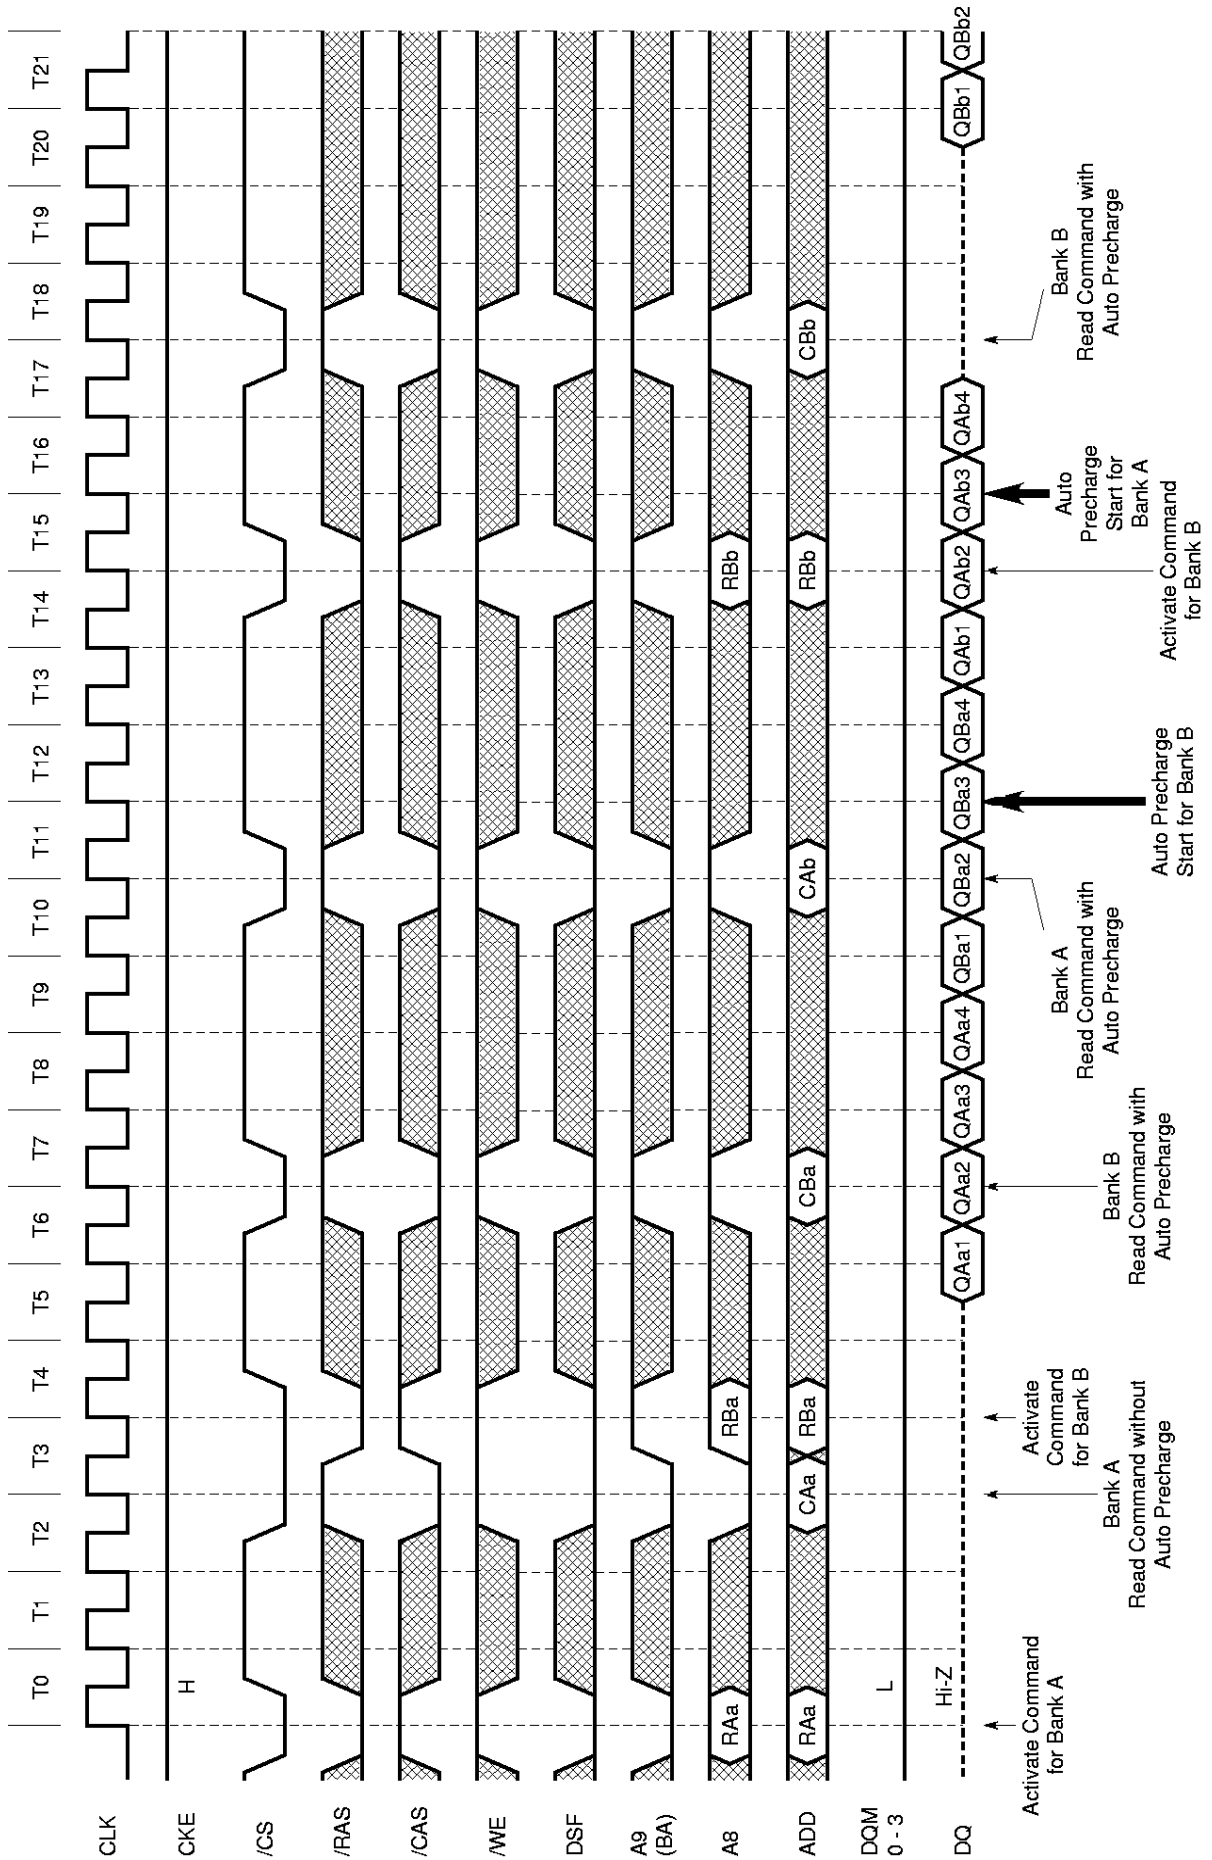 T0 T1 T2 T3 T4 T5 T6 T7 T8 T9 T10 T11 T12 T13 T14 T15 T16 T17 T18 T19 T20 T21
CLK
CKE H
/CS
/RAS
/CAS
/WE
DSF
A9
(BA)
A8 RAa RBa RBb
ADD RAa CAa RBa CBa CAb RBb CBb
DQM
0 - 3
L
DQ Hi-Z QAa1 QAa2 QAa3 QAa4 QBa1 QBa2 QBa3 QBa4 QAb1 QAb2 QAb3 QAb4 QBb1 QBb2
Activate Command
for Bank A
Bank A
Read Command without
Auto Precharge
Activate
Command
for Bank B
Bank B
Read Command with
Auto Precharge
Bank A
Read Command with
Auto Precharge
Auto Precharge
Start for Bank B
Activate Command
for Bank B
Auto
Precharge
Start for
Bank A
Bank B
Read Command with
Auto Precharge